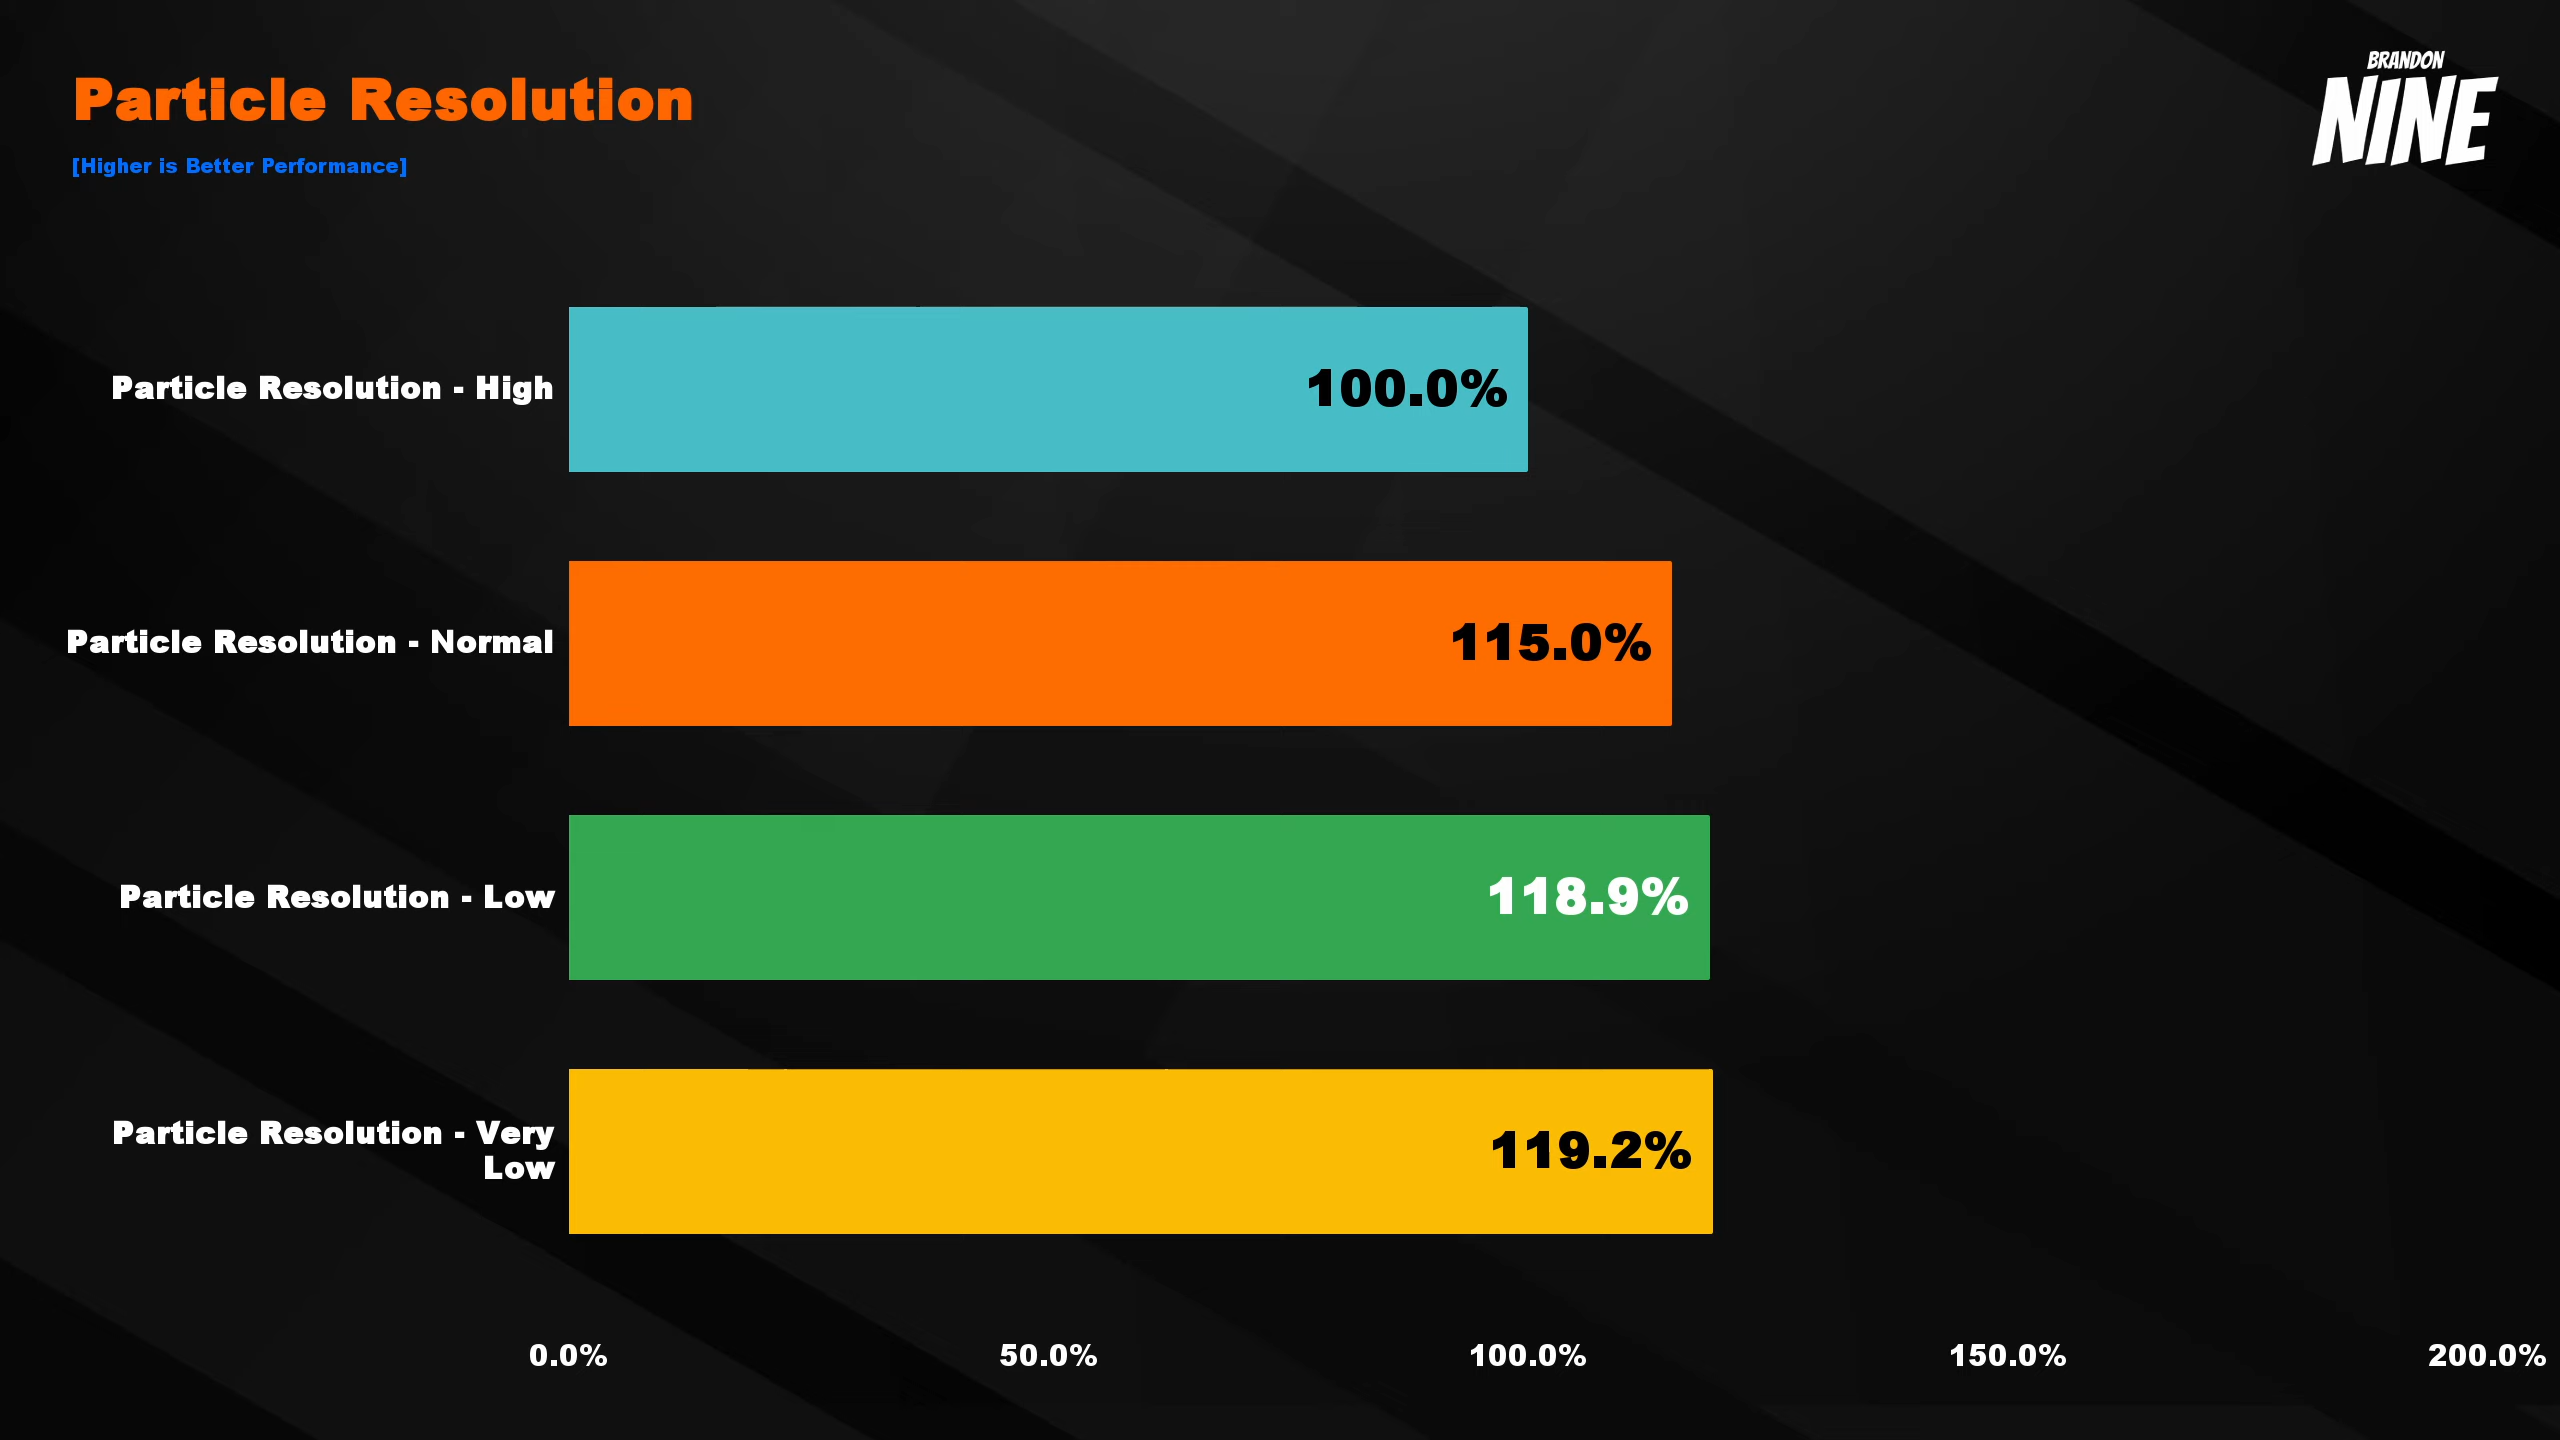 Particle Resolution
BRANDON
NINE
[Higher is Better Performance]
Particle Resolution - High
100.0%
Particle Resolution - Normal
115.0%
Particle Resolution - Low
118.9%
Particle Resolution - Very
Low
119.2%
0.0% 50.0% 100.0% 150.0% 200.0%